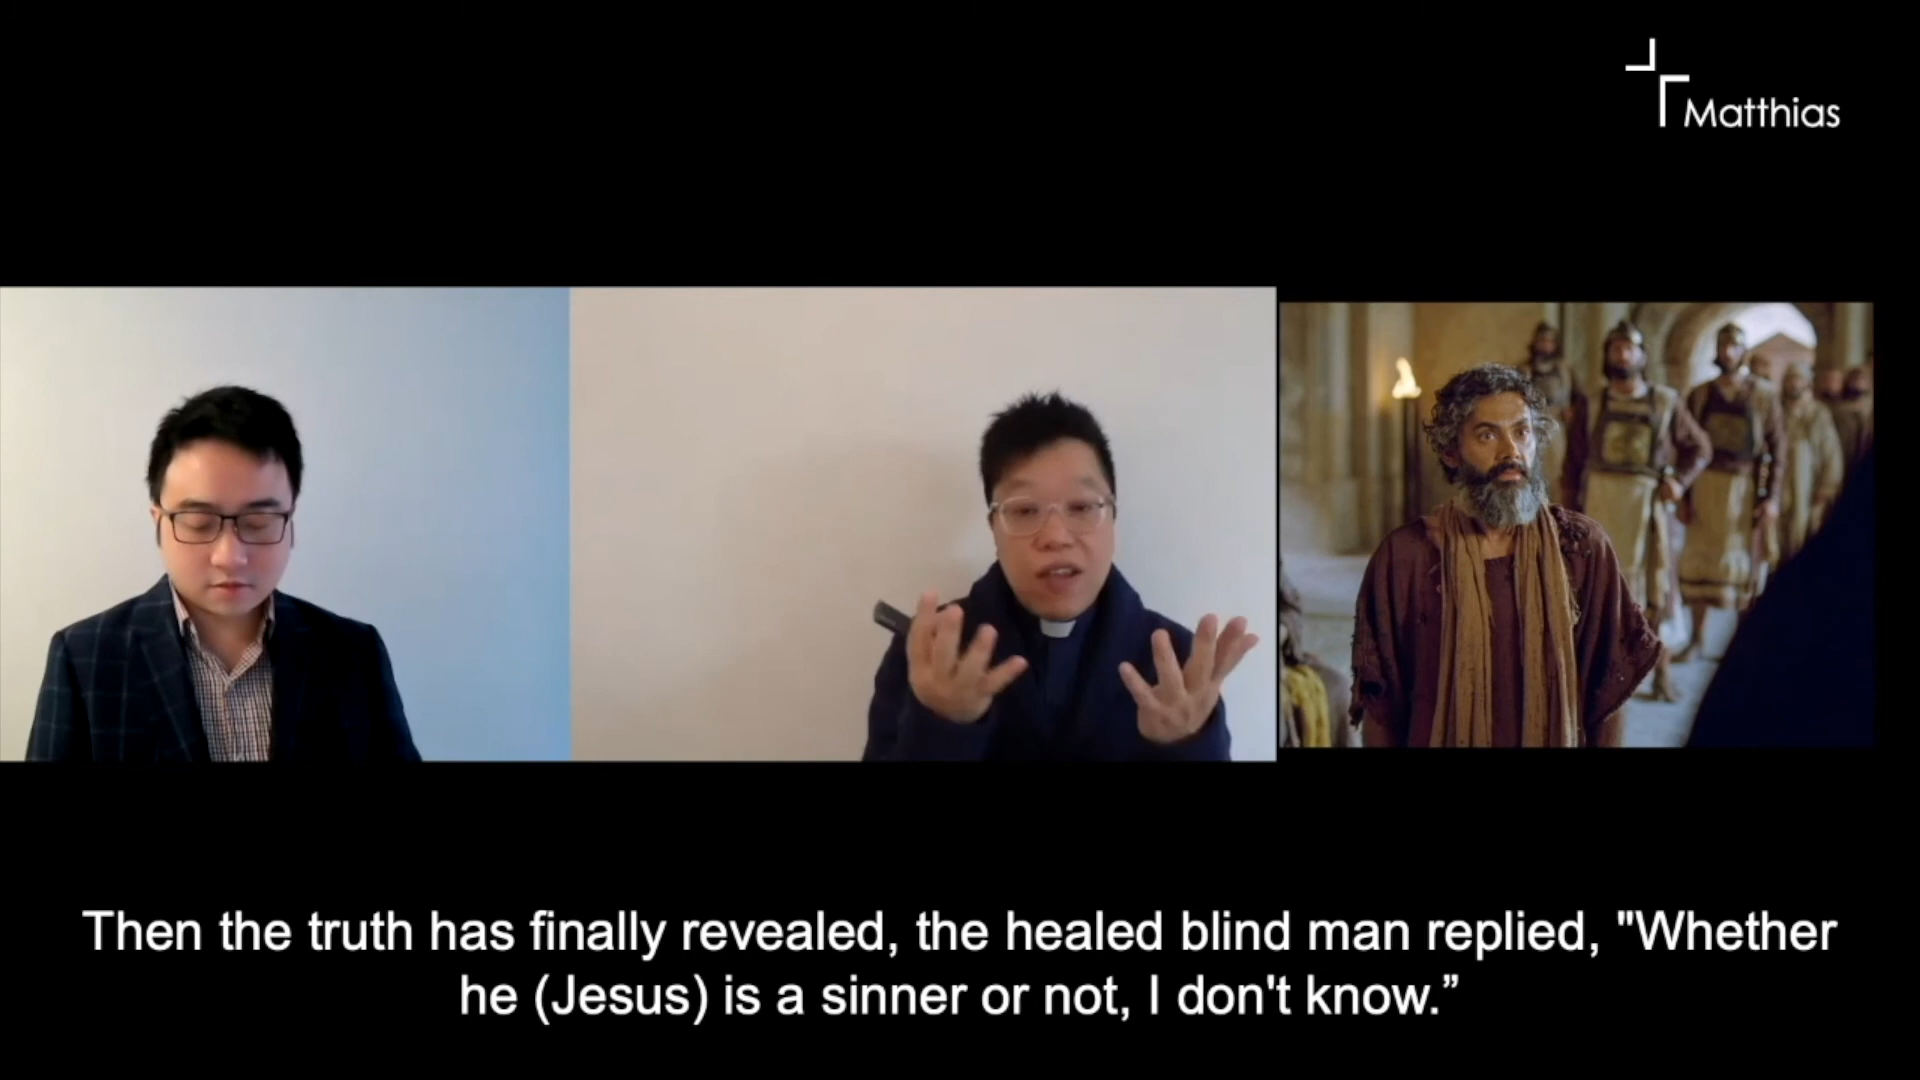 Matthias
Then the truth has finally revealed, the healed blind man replied, "Whether
he (Jesus) is a sinner or not, I don't know.”